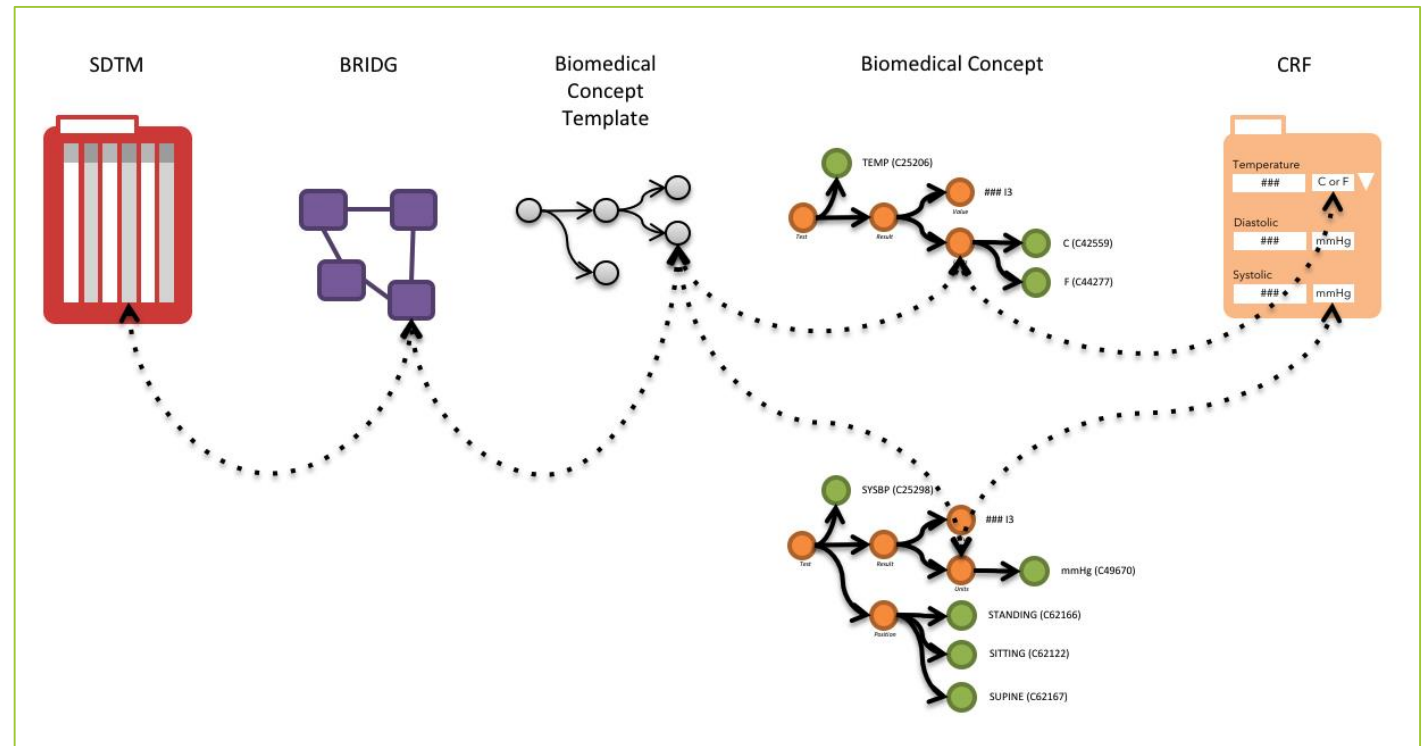 SDTM
BRIDG
Biomedical
Concept
Template
Biomedical Concept
CRF
TEMP (C25206)
### I3
Value
Test
Result
C (C42559)
F (C44277)
Temperature
###
C or F
Diastolic
###
mmHg
Systolic
###
mmHg
SYSBP (C25298)
### I3
Test
Result
Units
mmHg (C49670)
Position
STANDING (C62166)
SITTING (C62122)
SUPINE (C62167)